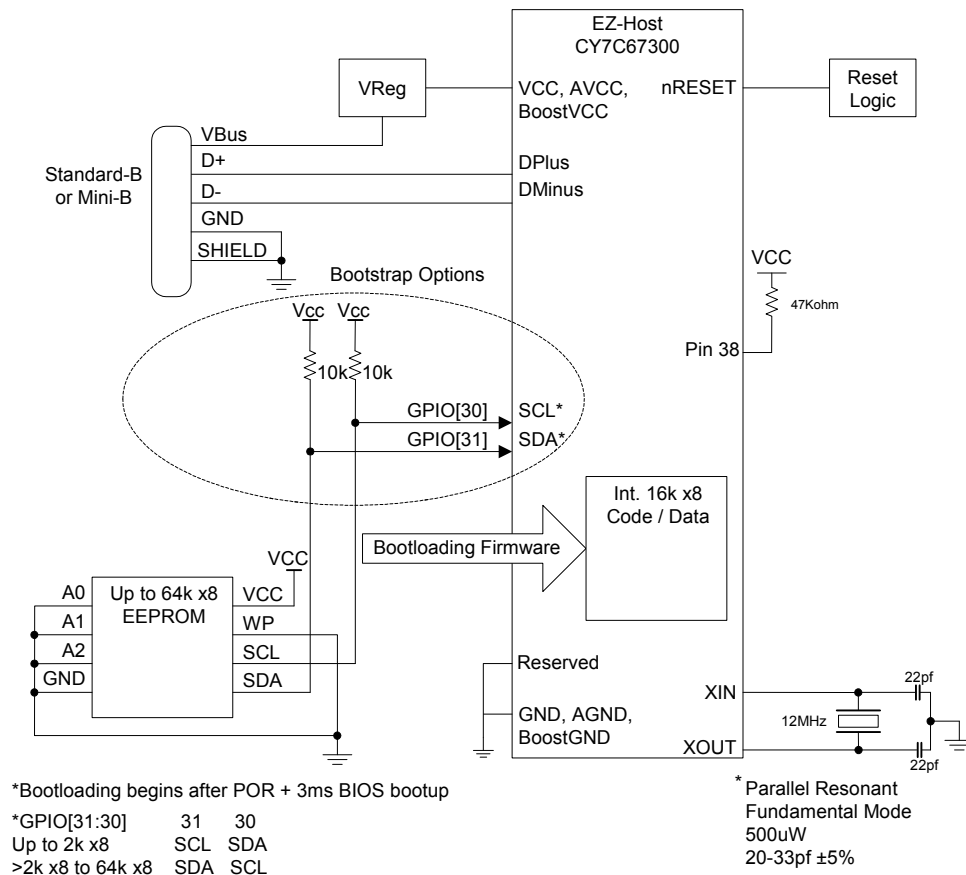 EZ-Host
CY7C67300
VReg
VCC, AVCC,
BoostVCC
nRESET
Reset
Logic
VBus
D+
DPlus
Standard-B
or Mini-B
D-
DMinus
GND
SHIELD
Bootstrap Options
VCC
47Kohm
Pin 38
Vcc
Vcc
10k
10k
GPIO[30]
SCL*
GPIO[31]
SDA*
Int. 16k x8
Code / Data
Bootloading Firmware
VCC
A0
A1
A2
GND
Up to 64k x8
EEPROM
VCC
WP
SCL
SDA
Reserved
GND, AGND,
BoostGND
XIN
22pf
12MHz
XOUT
22pf
*Bootloading begins after POR + 3ms BIOS bootup
*GPIO[31:30] 31 30
Up to 2k x8 SCL SDA
>2k x8 to 64k x8 SDA SCL
* Parallel Resonant
Fundamental Mode
500uW
20-33pf ±5%